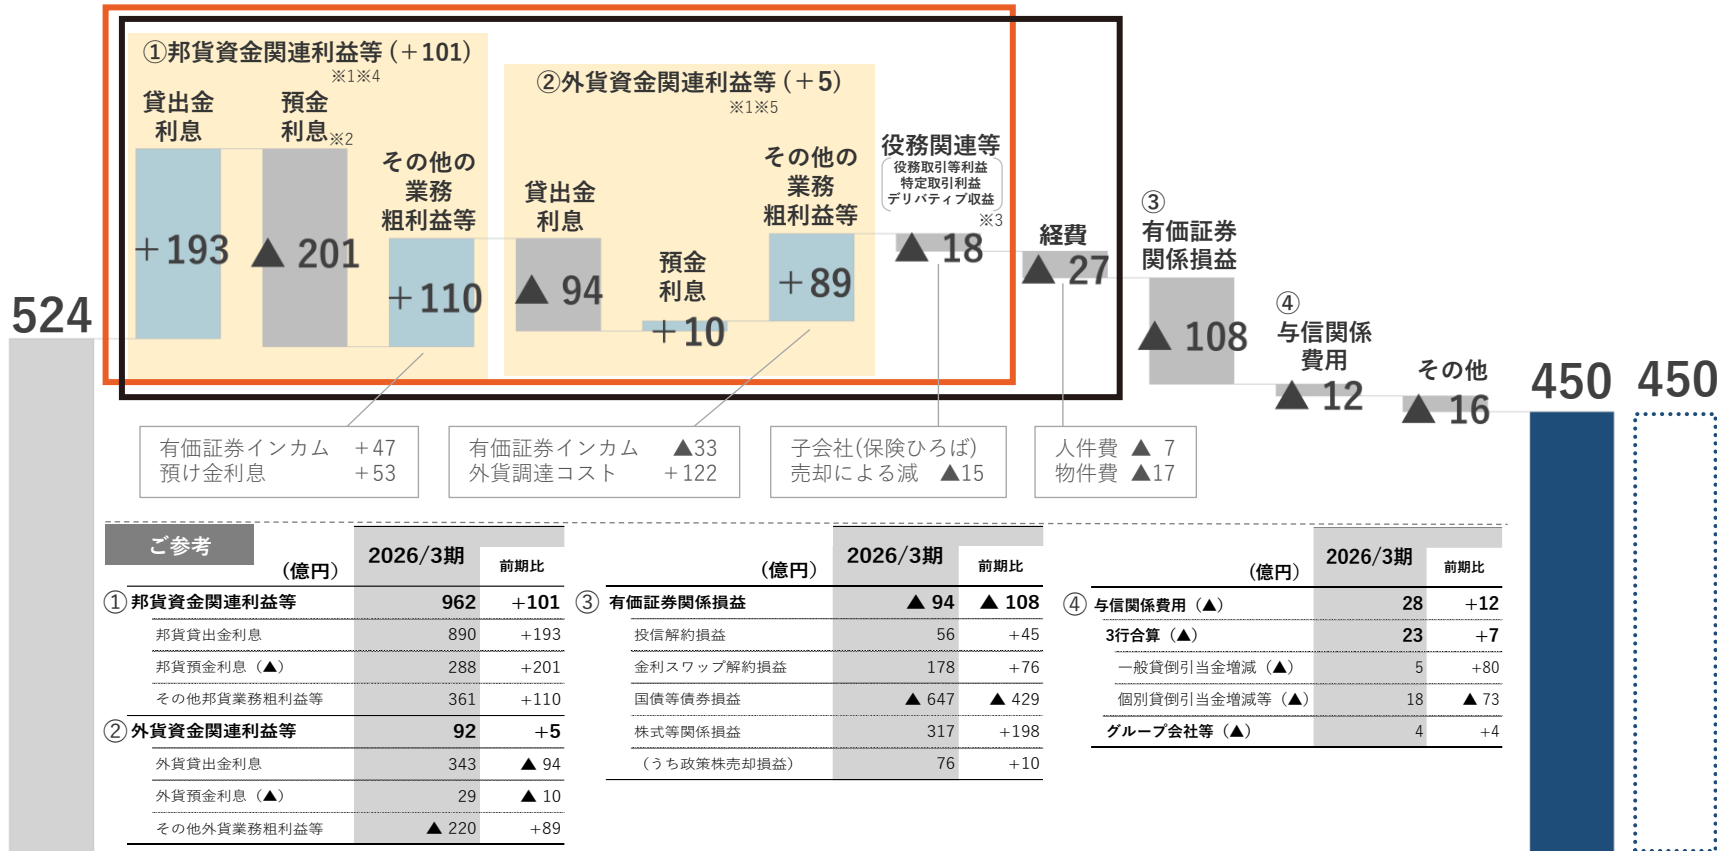 ①邦貨資金関連利益等 (+101)
※1※4
貸出金
利息
+193
預金
利息※2
▲ 201
その他の
業務
粗利益等
+110
②外貨資金関連利益等 (+5)
※1※5
貸出金
利息
▲ 94
預金
利息
+10
その他の
業務
粗利益等
+89
役務関連等
役務取引等利益
特定取引利益
デリバティブ収益
※3
▲ 18
経費
▲ 27
③
有価証券
関係損益
▲ 108
④
与信関係
費用
▲ 12
その他
▲ 16
524
450
450
有価証券インカム +47
預け金利息 +53
有価証券インカム ▲33
外貨調達コスト +122
子会社(保険ひろば)
売却による減 ▲15
人件費 ▲ 7
物件費 ▲17
ご参考
(億円) 2026/3期 前期比
① 邦貨資金関連利益等 962 +101
邦貨貸出金利息 890 +193
邦貨預金利息 (▲) 288 +201
その他邦貨業務粗利益等 361 +110
② 外貨資金関連利益等 92 +5
外貨貸出金利息 343 ▲ 94
外貨預金利息 (▲) 29 ▲ 10
その他外貨業務粗利益等 ▲ 220 +89
(億円) 2026/3期 前期比
③ 有価証券関係損益 ▲ 94 ▲ 108
投信解約損益 56 +45
金利スワップ解約損益 178 +76
国債等債券損益 ▲ 647 ▲ 429
株式等関係損益 317 +198
(うち政策株売却損益) 76 +10
(億円) 2026/3期 前期比
④ 与信関係費用 (▲) 28 +12
3行合算 (▲) 23 +7
一般貸倒引当金増減 (▲) 5 +80
個別貸倒引当金増減等 (▲) 18 ▲ 73
グループ会社等 (▲) 4 +4